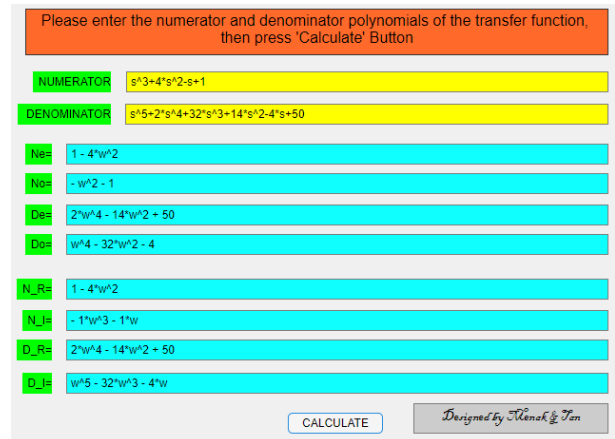 Please enter the numerator and denominator polynomials of the transfer function,
then press 'Calculate' Button
NUMERATOR s^3+4*s^2-s+1
DENOMINATOR s^5+2*s^4+32*s^3+14*s^2-4*s+50
Ne= 1 - 4*w^2
No= - w^2 - 1
De= 2*w^4 - 14*w^2 + 50
Do= w^4 - 32*w^2 - 4
N_R= 1 - 4*w^2
N_I= - 1*w^3 - 1*w
D_R= 2*w^4 - 14*w^2 + 50
D_I= w^5 - 32*w^3 - 4*w
CALCULATE Designed by & Tan